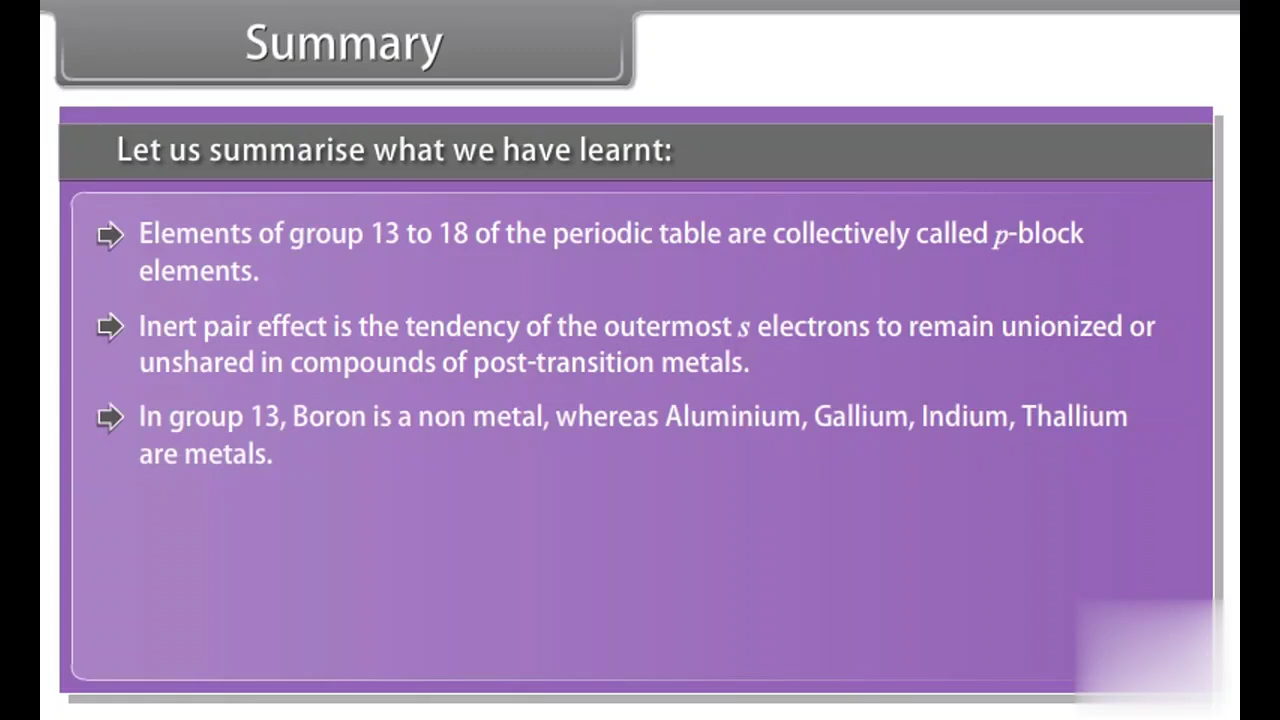 Summary
Let us summarise what we have learnt:
Elements of group 13 to 18 of the periodic table are collectively called p-block
elements.
Inert pair effect is the tendency of the outermost s electrons to remain unionized or
unshared in compounds of post-transition metals.
In group 13, Boron is a non metal, whereas Aluminium, Gallium, Indium, Thallium
are metals.